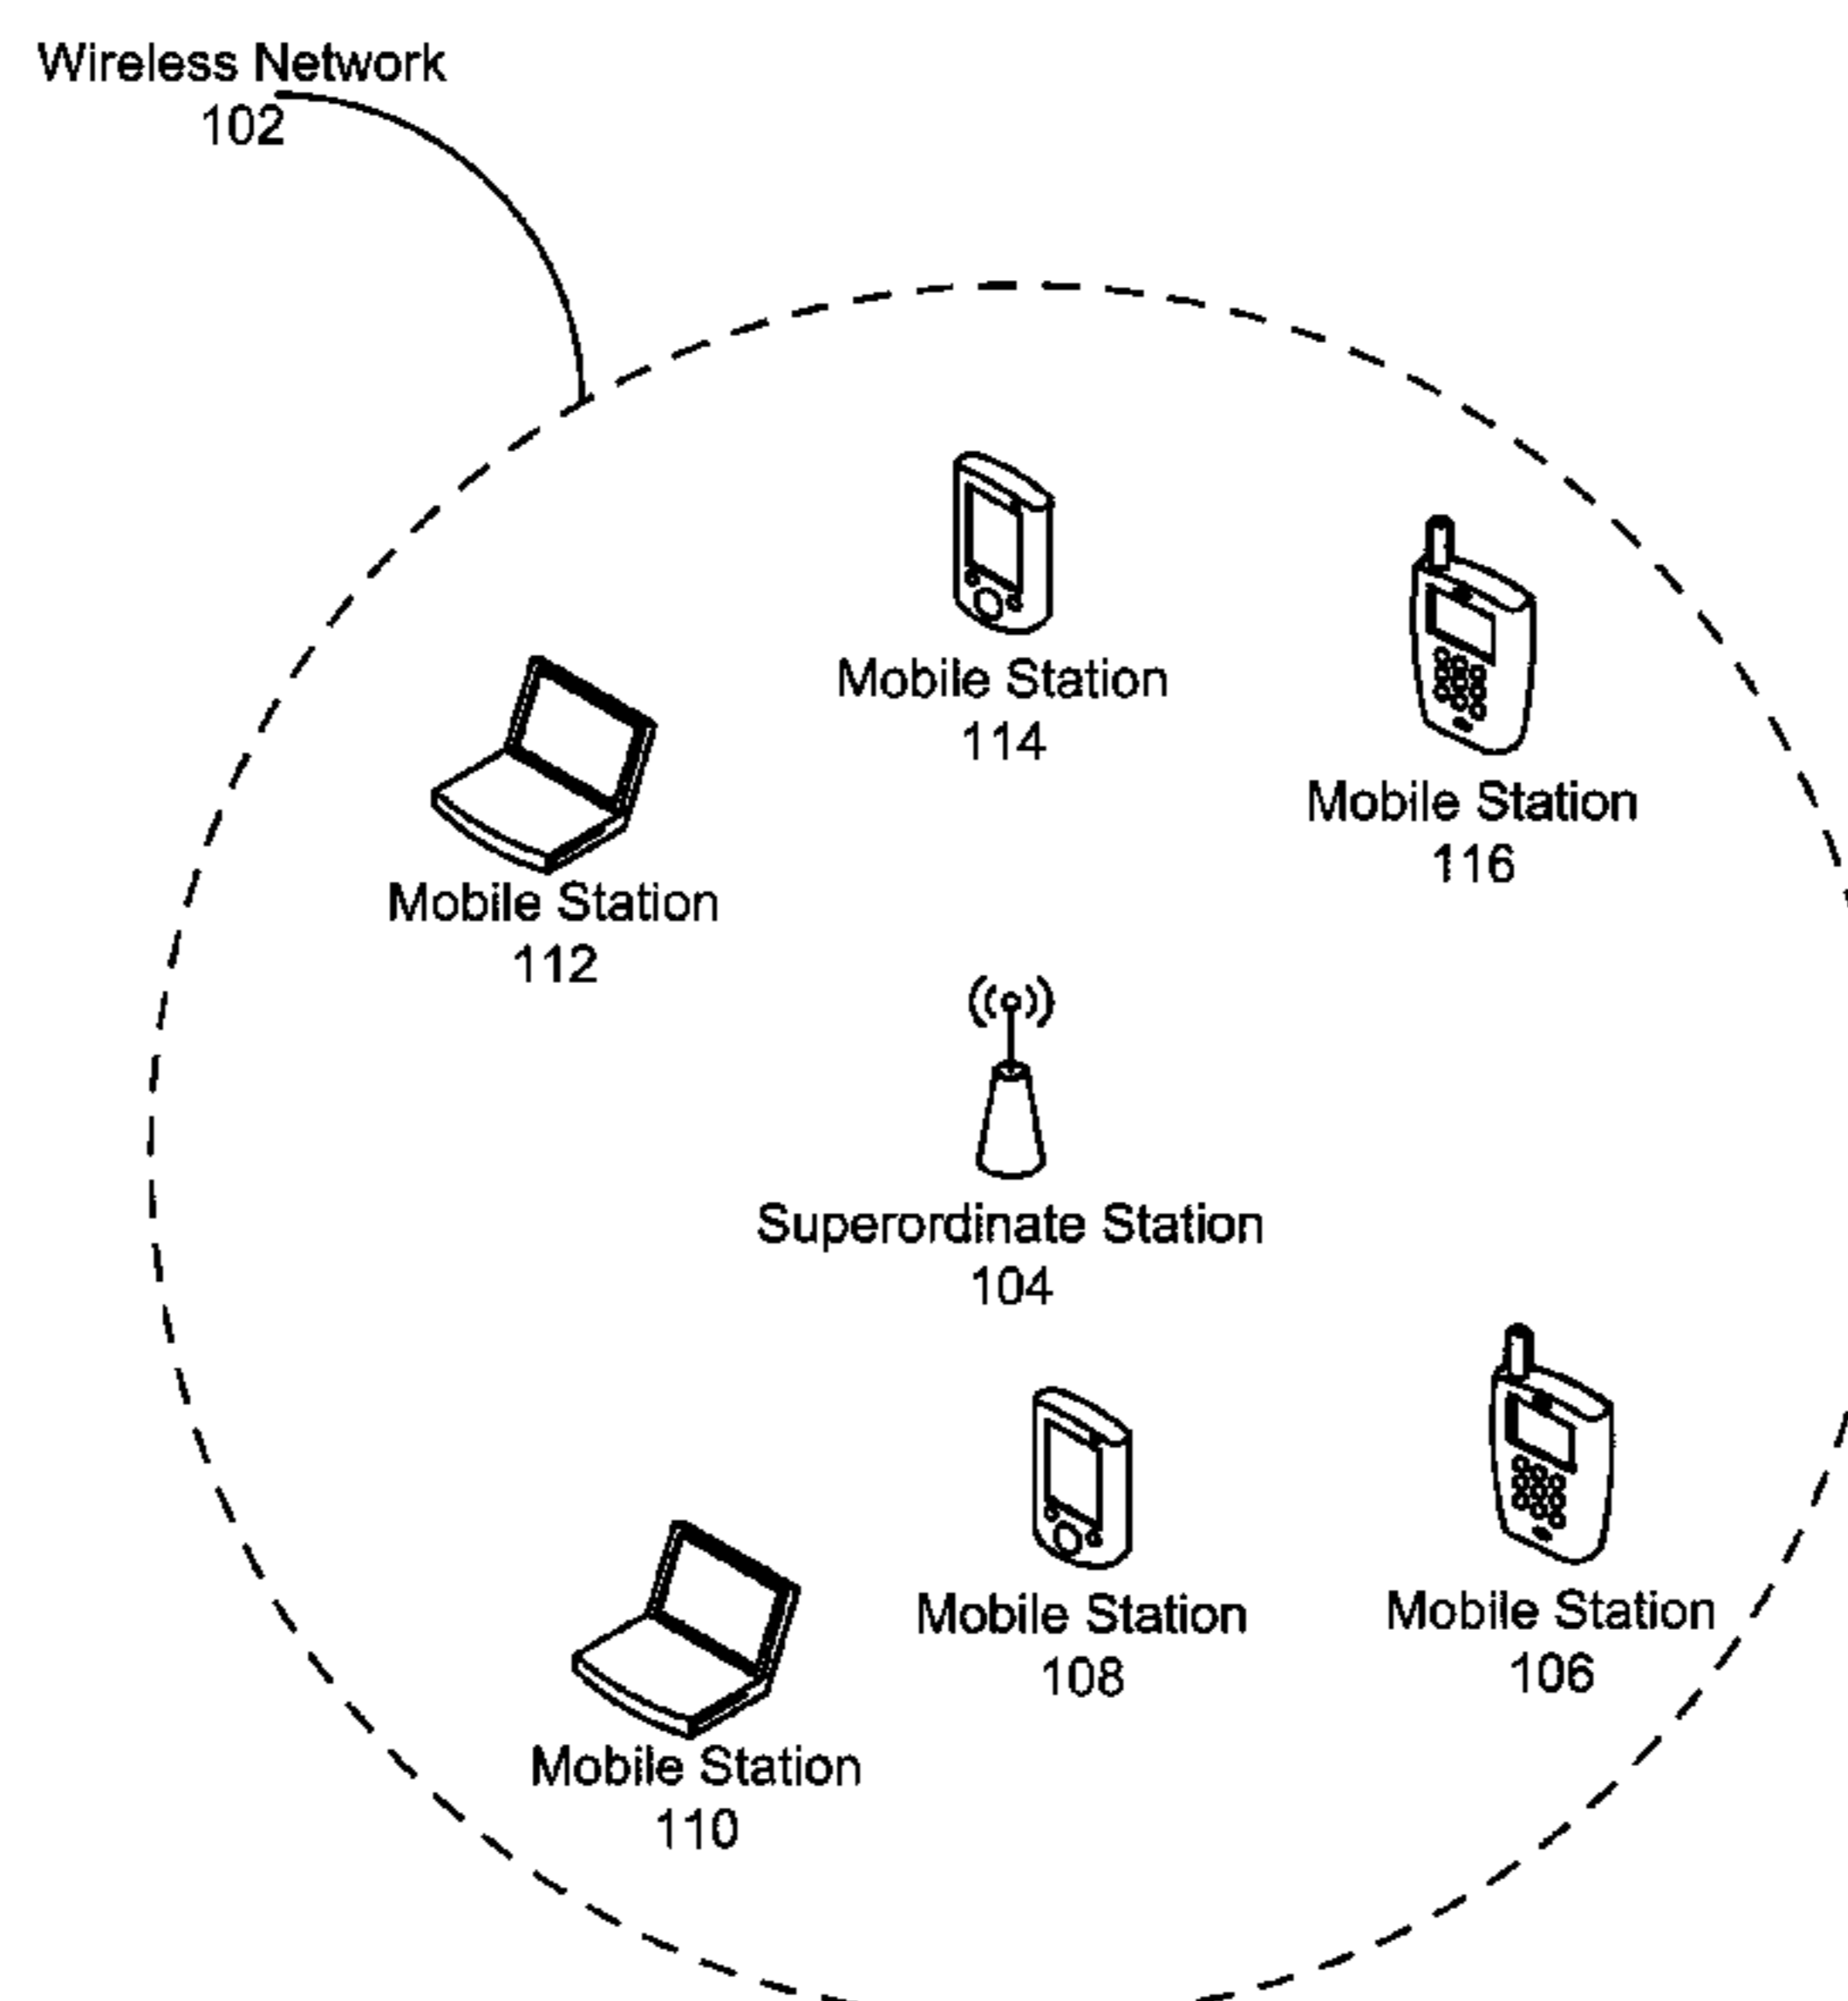 Wireless Network
102
Mobile Station
114
Mobile Station
116
Mobile Station
112
Superordinate Station
104
Mobile Station
108
Mobile Station
106
Mobile Station
110